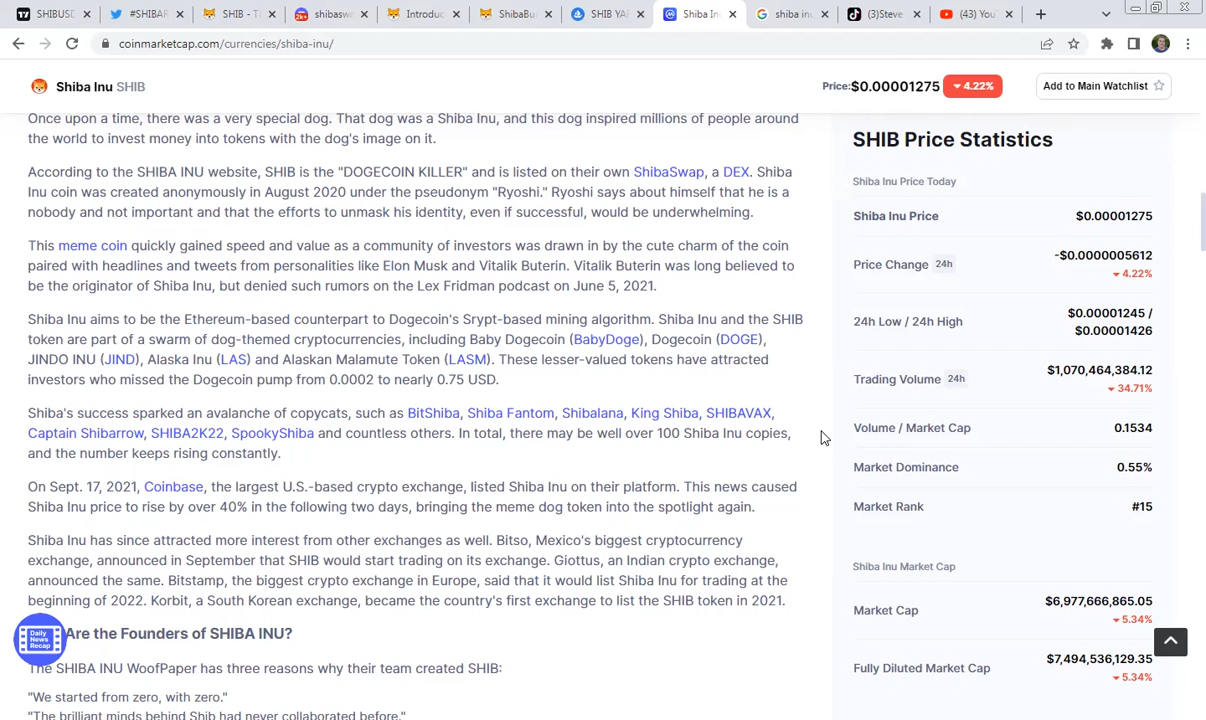 SHIBUSD
#SHIBAR
SHIB - T
shibasw
Introduc
ShibaBu
SHIB YA
Shiba In
shiba in
(3)Steve
(43) You
coinmarketcap.com/currencies/shiba-inu/
Shiba Inu SHIB
Price:$0.00001275
4.22%
Add to Main Watchlist
Once upon a time, there was a very special dog. That dog was a Shiba Inu, and this dog inspired millions of people around
the world to invest money into tokens with the dog's image on it.
According to the SHIBA INU website, SHIB is the "DOGECOIN KILLER" and is listed on their own ShibaSwap, a DEX. Shiba
Inu coin was created anonymously in August 2020 under the pseudonym "Ryoshi." Ryoshi says about himself that he is a
nobody and not important and that the efforts to unmask his identity, even if successful, would be underwhelming.
This meme coin quickly gained speed and value as a community of investors was drawn in by the cute charm of the coin
paired with headlines and tweets from personalities like Elon Musk and Vitalik Buterin. Vitalik Buterin was long believed to
be the originator of Shiba Inu, but denied such rumors on the Lex Fridman podcast on June 5, 2021.
Shiba Inu aims to be the Ethereum-based counterpart to Dogecoin's Srypt-based mining algorithm. Shiba Inu and the SHIB
token are part of a swarm of dog-themed cryptocurrencies, including Baby Dogecoin (BabyDoge), Dogecoin (DOGE),
JINDO INU (JIND), Alaska Inu (LAS) and Alaskan Malamute Token (LASM). These lesser-valued tokens have attracted
investors who missed the Dogecoin pump from 0.0002 to nearly 0.75 USD.
Shiba's success sparked an avalanche of copycats, such as BitShiba, Shiba Fantom, Shibalana, King Shiba, SHIBAVAX,
Captain Shibarrow, SHIBA2K22, SpookyShiba and countless others. In total, there may be well over 100 Shiba Inu copies,
and the number keeps rising constantly.
On Sept. 17, 2021, Coinbase, the largest U.S.-based crypto exchange, listed Shiba Inu on their platform. This news caused
Shiba Inu price to rise by over 40% in the following two days, bringing the meme dog token into the spotlight again.
Shiba Inu has since attracted more interest from other exchanges as well. Bitso, Mexico's biggest cryptocurrency
exchange, announced in September that SHIB would start trading on its exchange. Giottus, an Indian crypto exchange,
announced the same. Bitstamp, the biggest crypto exchange in Europe, said that it would list Shiba Inu for trading at the
beginning of 2022. Korbit, a South Korean exchange, became the country's first exchange to list the SHIB token in 2021.
Daily
News
Recap
Are the Founders of SHIBA INU?
The SHIBA INU WoofPaper has three reasons why their team created SHIB:
"We started from zero, with zero."
"The brilliant minds behind Shib had never collaborated before."
SHIB Price Statistics
Shiba Inu Price Today
Shiba Inu Price
$0.00001275
Price Change 24h
-$0.0000005612
4.22%
24h Low / 24h High
$0.00001245 /
$0.00001426
Trading Volume 24h
$1,070,464,384.12
34.71%
Volume / Market Cap
0.1534
Market Dominance
0.55%
Market Rank
#15
Shiba Inu Market Cap
Market Cap
$6,977,666,865.05
5.34%
Fully Diluted Market Cap
$7,494,536,129.35
5.34%